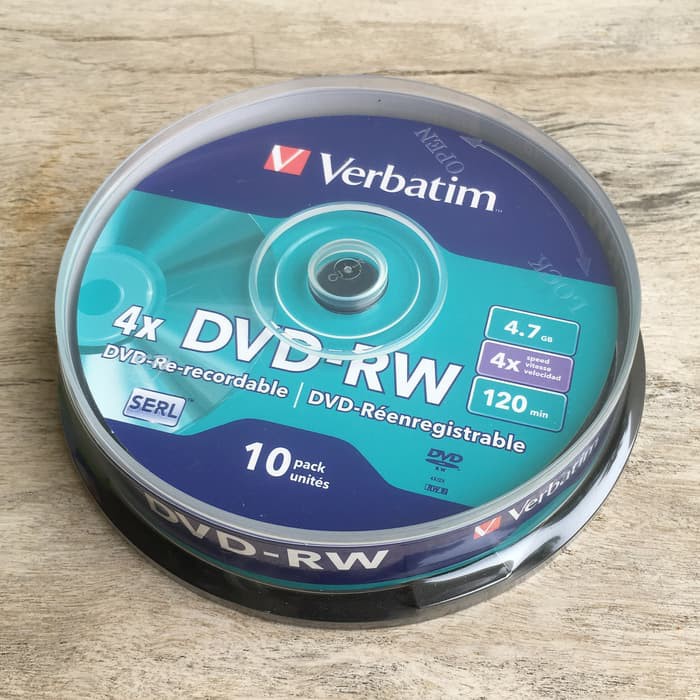 OPEN
Verbatim
LOCK
4.7 GB
4x speed
vitesse
velocidad
120 min
4x DVD-RW
DVD-Re-recordable | DVD-Réenregistrable
SERL™
10 pack
unités
DVD
RW
DVD-RW
Verbatim